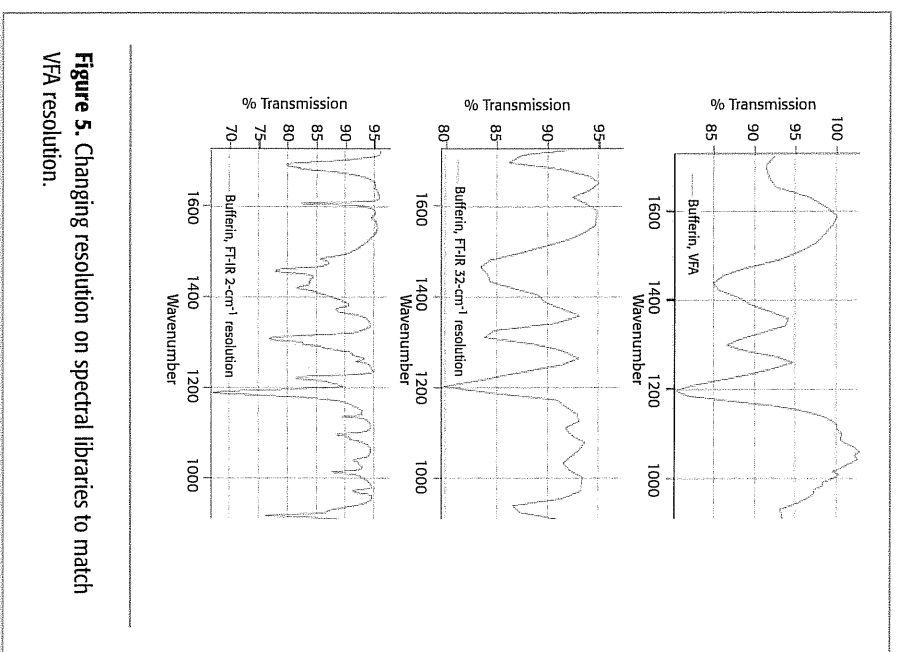 % Transmission
100
95
90
85
Bufferin, VFA
1600
1400
1200
1000
Wavenumber
% Transmission
95
90
85
80
Bufferin, FT-IR 32-cm⁻¹ resolution
1600
1400
1200
1000
Wavenumber
% Transmission
95
90
85
80
75
70
Bufferin, FT-IR 2-cm⁻¹ resolution
1600
1400
1200
1000
Wavenumber
Figure 5. Changing resolution on spectral libraries to match
VFA resolution.